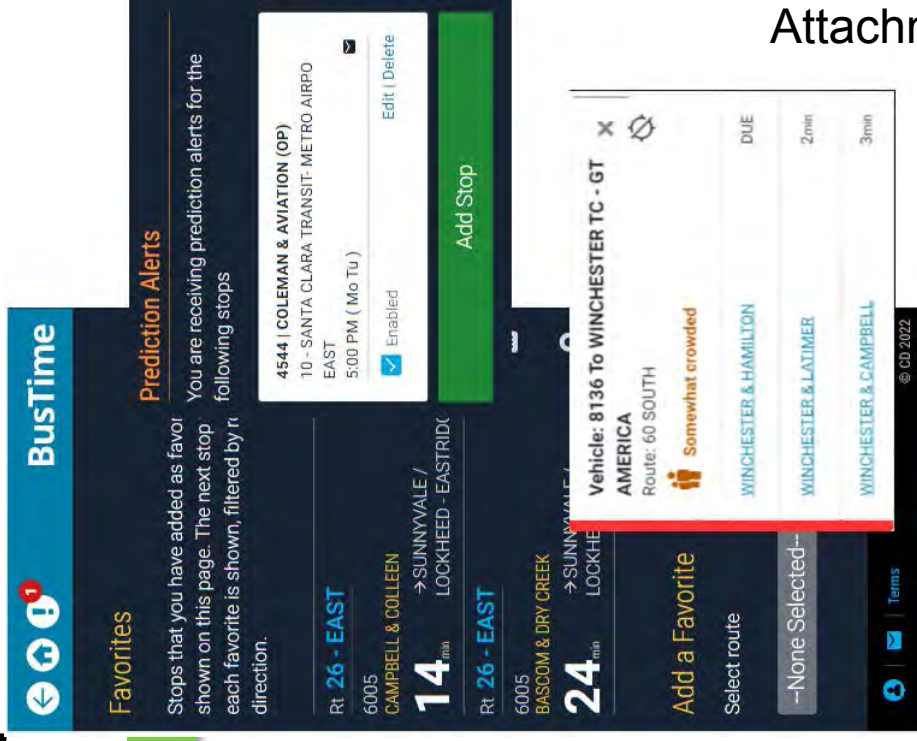 Attachm
BusTime
1
Favorites
Stops that you have added as favor
shown on this page. The next stop
each favorite is shown, filtered by r
direction.
Rt 26 - EAST
6005
CAMPBELL & COLLEEN
14 min
→SUNNYVALE /
LOCKHEED - EASTRID
Rt 26 - EAST
6005
BASCOM & DRY CREEK
24 min
→SUNNYVALE /
LOCKHE
Add a Favorite
Select route
--None Selected--
Terms
© CD 2022
Prediction Alerts
You are receiving prediction alerts for the
following stops
4544 | COLEMAN & AVIATION (OP)
10 - SANTA CLARA TRANSIT- METRO AIRPO
EAST
5:00 PM ( Mo Tu )
Enabled
Edit | Delete
Add Stop
Vehicle: 8136 To WINCHESTER TC - GT
AMERICA
Route: 60 SOUTH
Somewhat crowded
WINCHESTER & HAMILTON DUE
WINCHESTER & LATIMER 2min
WINCHESTER & CAMPBELL 3min